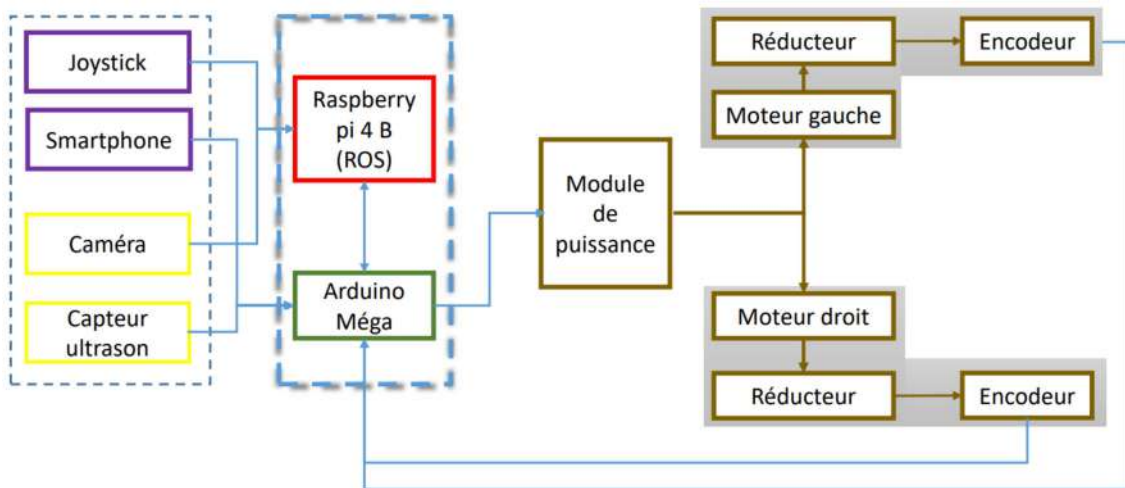 Joystick
Smartphone
Caméra
Capteur
ultrason
Raspberry
pi 4 B
(ROS)
Arduino
Méga
Module
de
puissance
Réducteur
Encodeur
Moteur gauche
Moteur droit
Réducteur
Encodeur